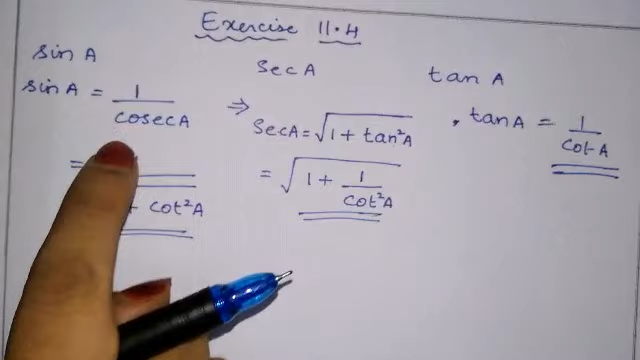 Exercise 11.4
sin A
sin A = 1 / cosec A
=
+ cot²A
Sec A
⇒ Sec A = √(1 + tan²A)
= √(1 + 1 / cot²A)
tan A
tan A = 1 / cot A